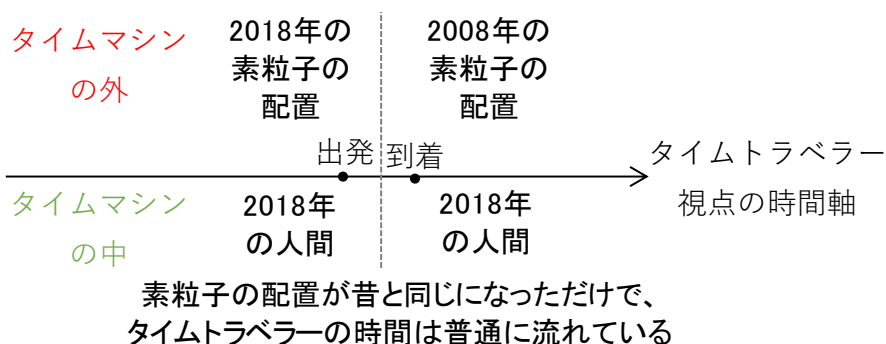 タイムマシン
の外
2018年の
素粒子の
配置
2008年の
素粒子の
配置
出発
到着
タイムトラベラー
視点の時間軸
タイムマシン
の中
2018年
の人間
2018年
の人間
素粒子の配置が昔と同じになっただけで、
タイムトラベラーの時間は普通に流れている